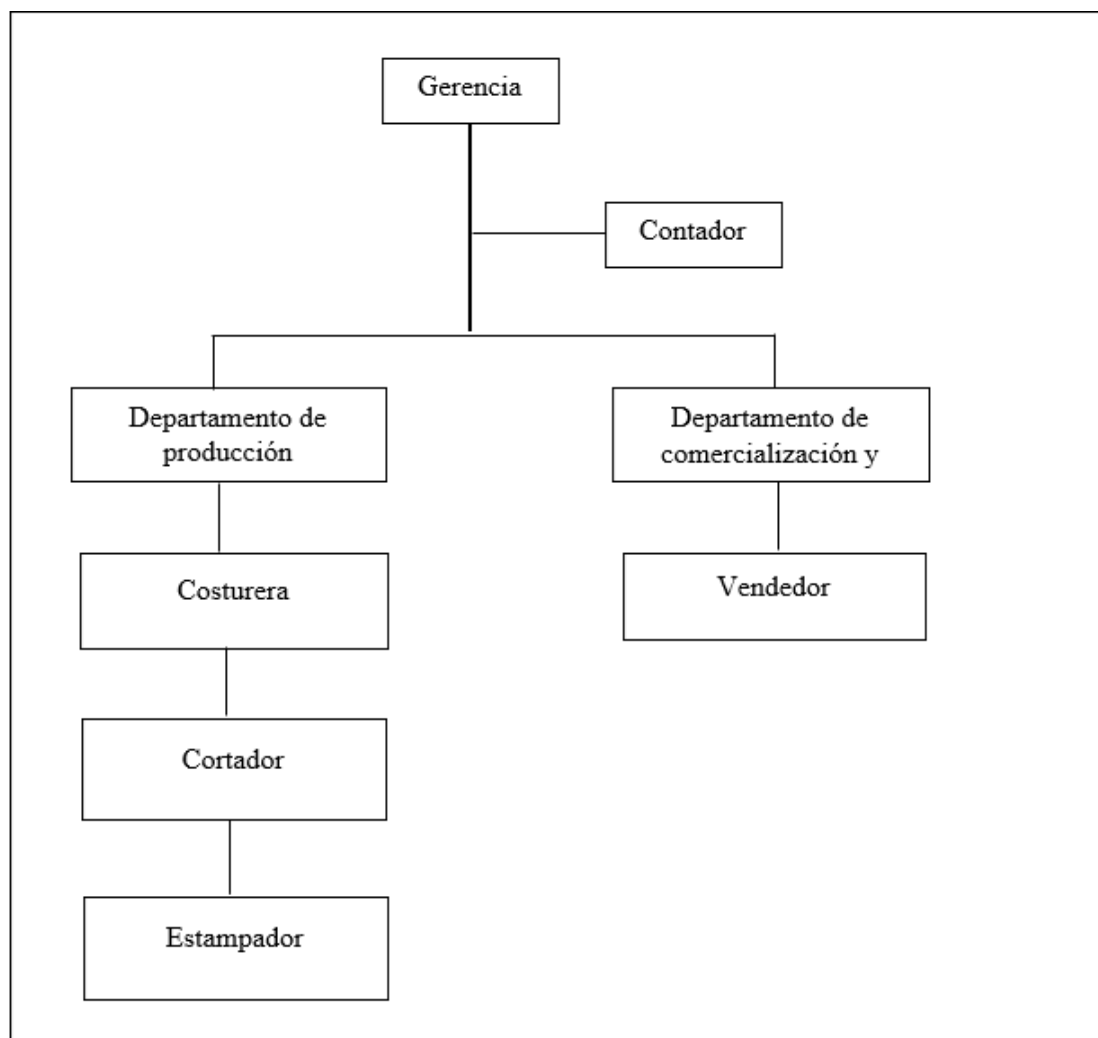 Gerencia
Contador
Departamento de
producción
Departamento de
comercialización y
Costurera
Vendedor
Cortador
Estampador